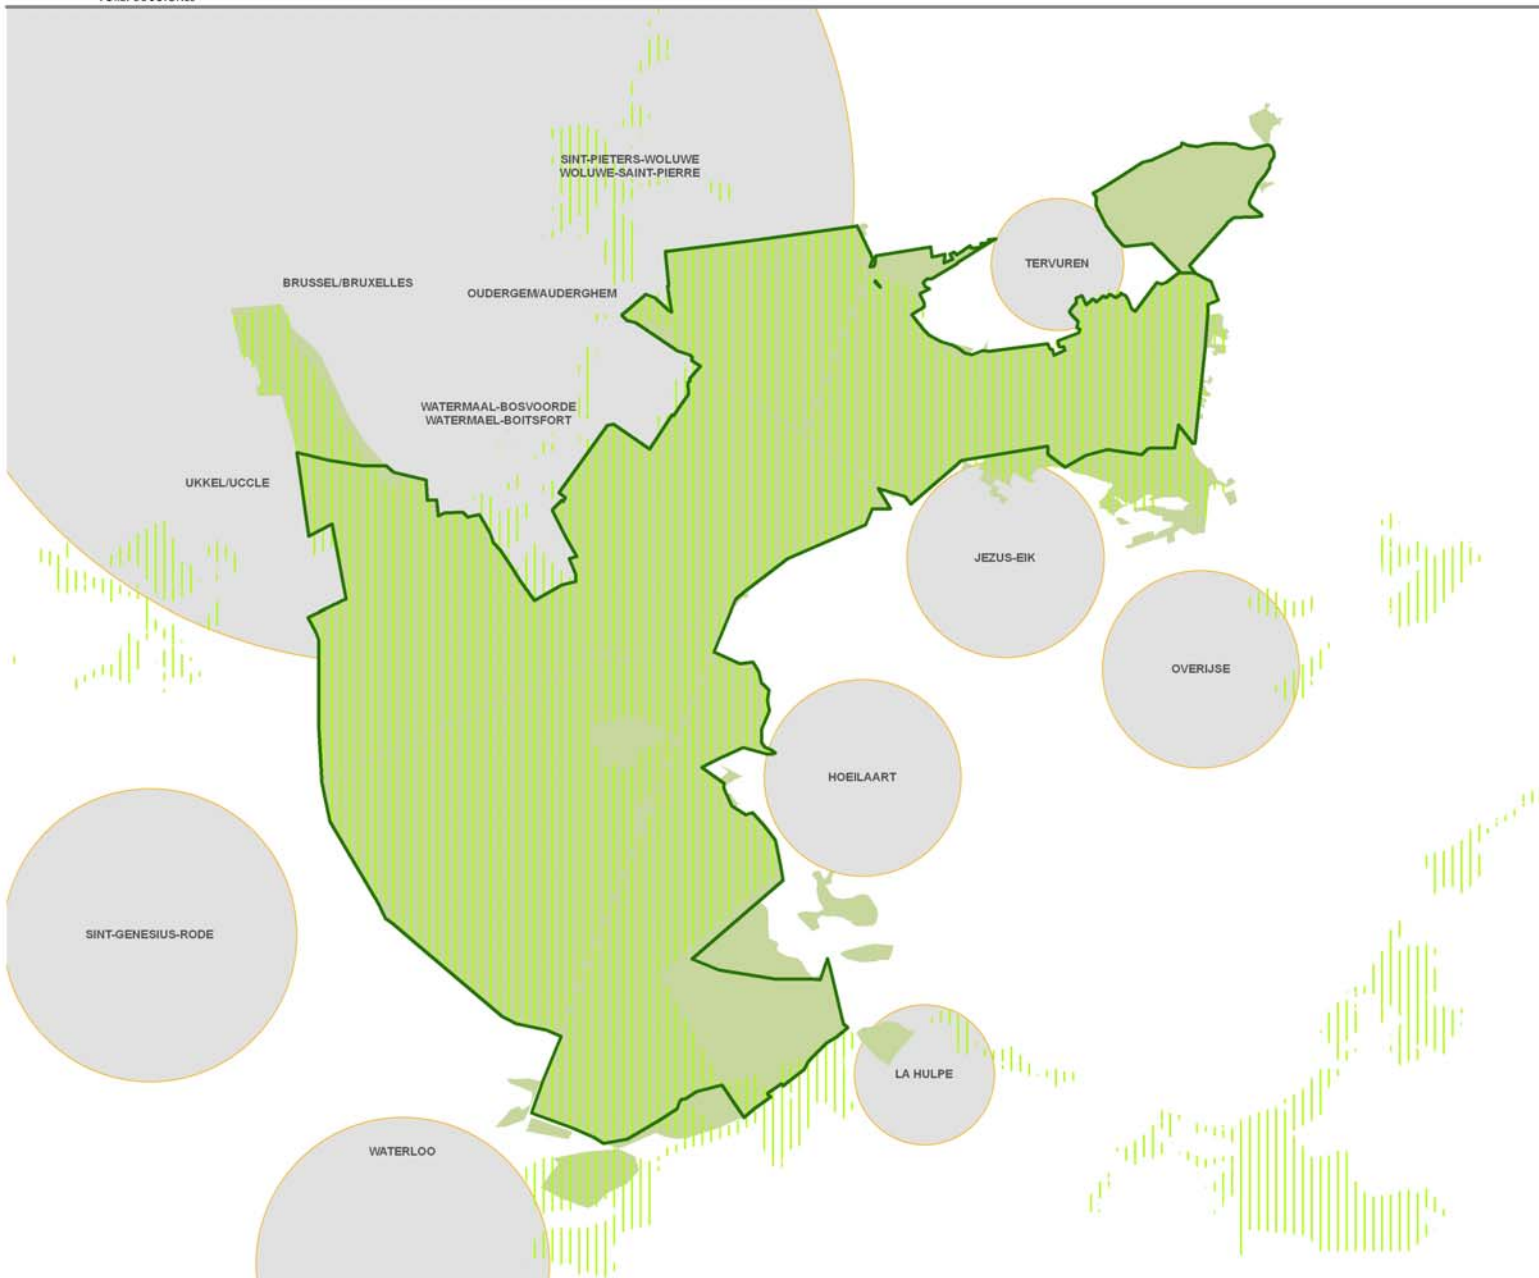 SINT-PIETERS-WOLUWE
WOLUWE-SAINT-PIERRE
TERVUREN
BRUSSEL/BRUXELLES
OUDERGEM/AUDERGHEM
WATERMAAL-BOSVOORDE
WATERMAEL-BOITSFORT
UKKEL/UCCLE
JEZUS-EIK
OVERIJSE
HOEILAART
SINT-GENESIUS-RODE
LA HULPE
WATERLOO